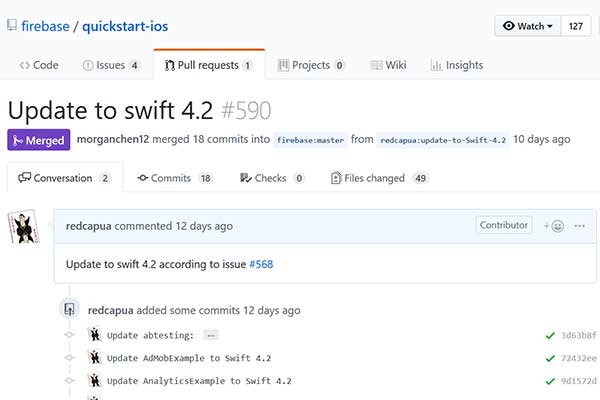 firebase / quickstart-ios Watch 127
Code Issues 4 Pull requests 1 Projects 0 Wiki Insights
Update to swift 4.2 #590
Merged morganchen12 merged 18 commits into firebase:master from redcapua:update-to-Swift-4.2 10 days ago
Conversation 2 Commits 18 Checks 0 Files changed 49
redcapua commented 12 days ago Contributor + ...
Update to swift 4.2 according to issue #568
redcapua added some commits 12 days ago
Update abtesting: … 3d63b8f
Update AdMobExample to Swift 4.2 72432ee
Update AnalyticsExample to Swift 4.2 9d1572d